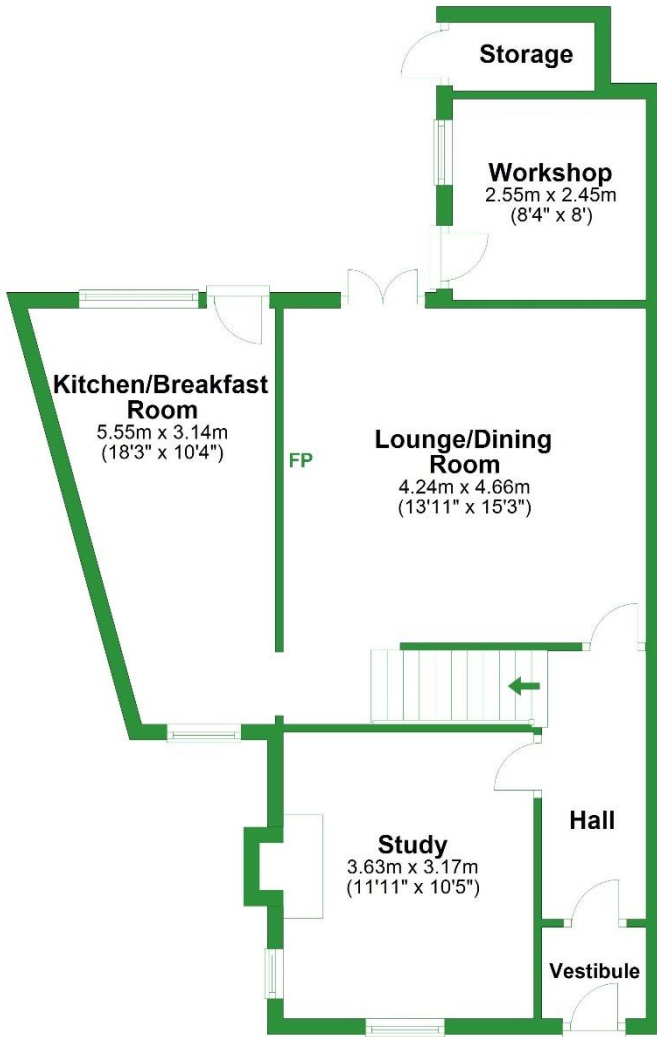 Storage
Workshop
2.55m x 2.45m
(8'4" x 8')
Kitchen/Breakfast
Room
5.55m x 3.14m
(18'3" x 10'4")
FP
Lounge/Dining
Room
4.24m x 4.66m
(13'11" x 15'3")
Study
3.63m x 3.17m
(11'11" x 10'5")
Hall
Vestibule